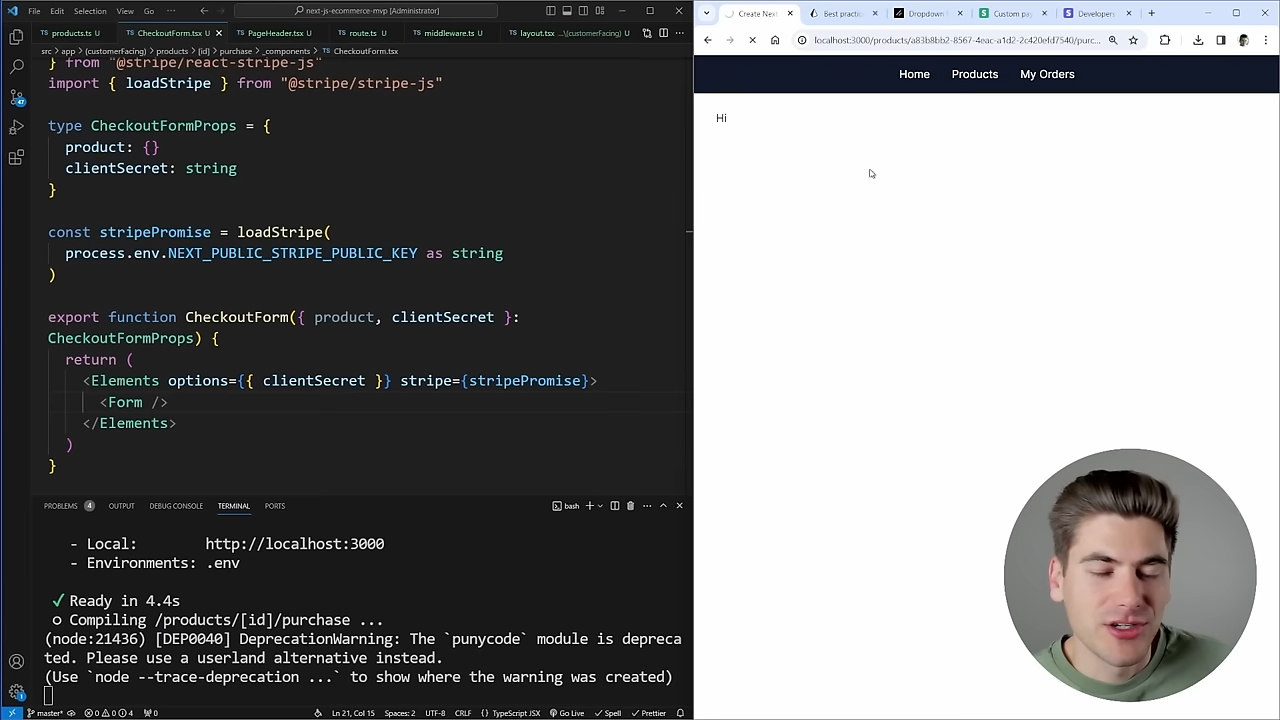 File Edit Selection View Go ··· next-js-ecommerce-mvp [Administrator]
products.ts U CheckoutForm.tsx U PageHeader.tsx U route.ts U middleware.ts U layout.tsx ...\(customerFacing) U
src > app > (customerFacing) > products > [id] > purchase > _components > CheckoutForm.tsx
} from "@stripe/react-stripe-js"
import { loadStripe } from "@stripe/stripe-js"
type CheckoutFormProps = {
product: {}
clientSecret: string
}
const stripePromise = loadStripe(
process.env.NEXT_PUBLIC_STRIPE_PUBLIC_KEY as string
)
export function CheckoutForm({ product, clientSecret }:
CheckoutFormProps) {
return (
<Elements options={{ clientSecret }} stripe={stripePromise}>
<Form />
</Elements>
)
}
PROBLEMS 4 OUTPUT DEBUG CONSOLE TERMINAL PORTS bash
- Local: http://localhost:3000
- Environments: .env
✓ Ready in 4.4s
○ Compiling /products/[id]/purchase ...
(node:21436) [DEP0040] DeprecationWarning: The `punycode` module is depreca
ted. Please use a userland alternative instead.
(Use `node --trace-deprecation ...` to show where the warning was created)
master* 0 0 4 0 Ln 21, Col 15 Spaces: 2 UTF-8 CRLF {} TypeScript JSX Go Live Spell Prettier
Create Next Best practic Dropdown Custom pay Developers
localhost:3000/products/a83b8bb2-8567-4eac-a1d2-2c420efd7540/purc...
Home Products My Orders
Hi